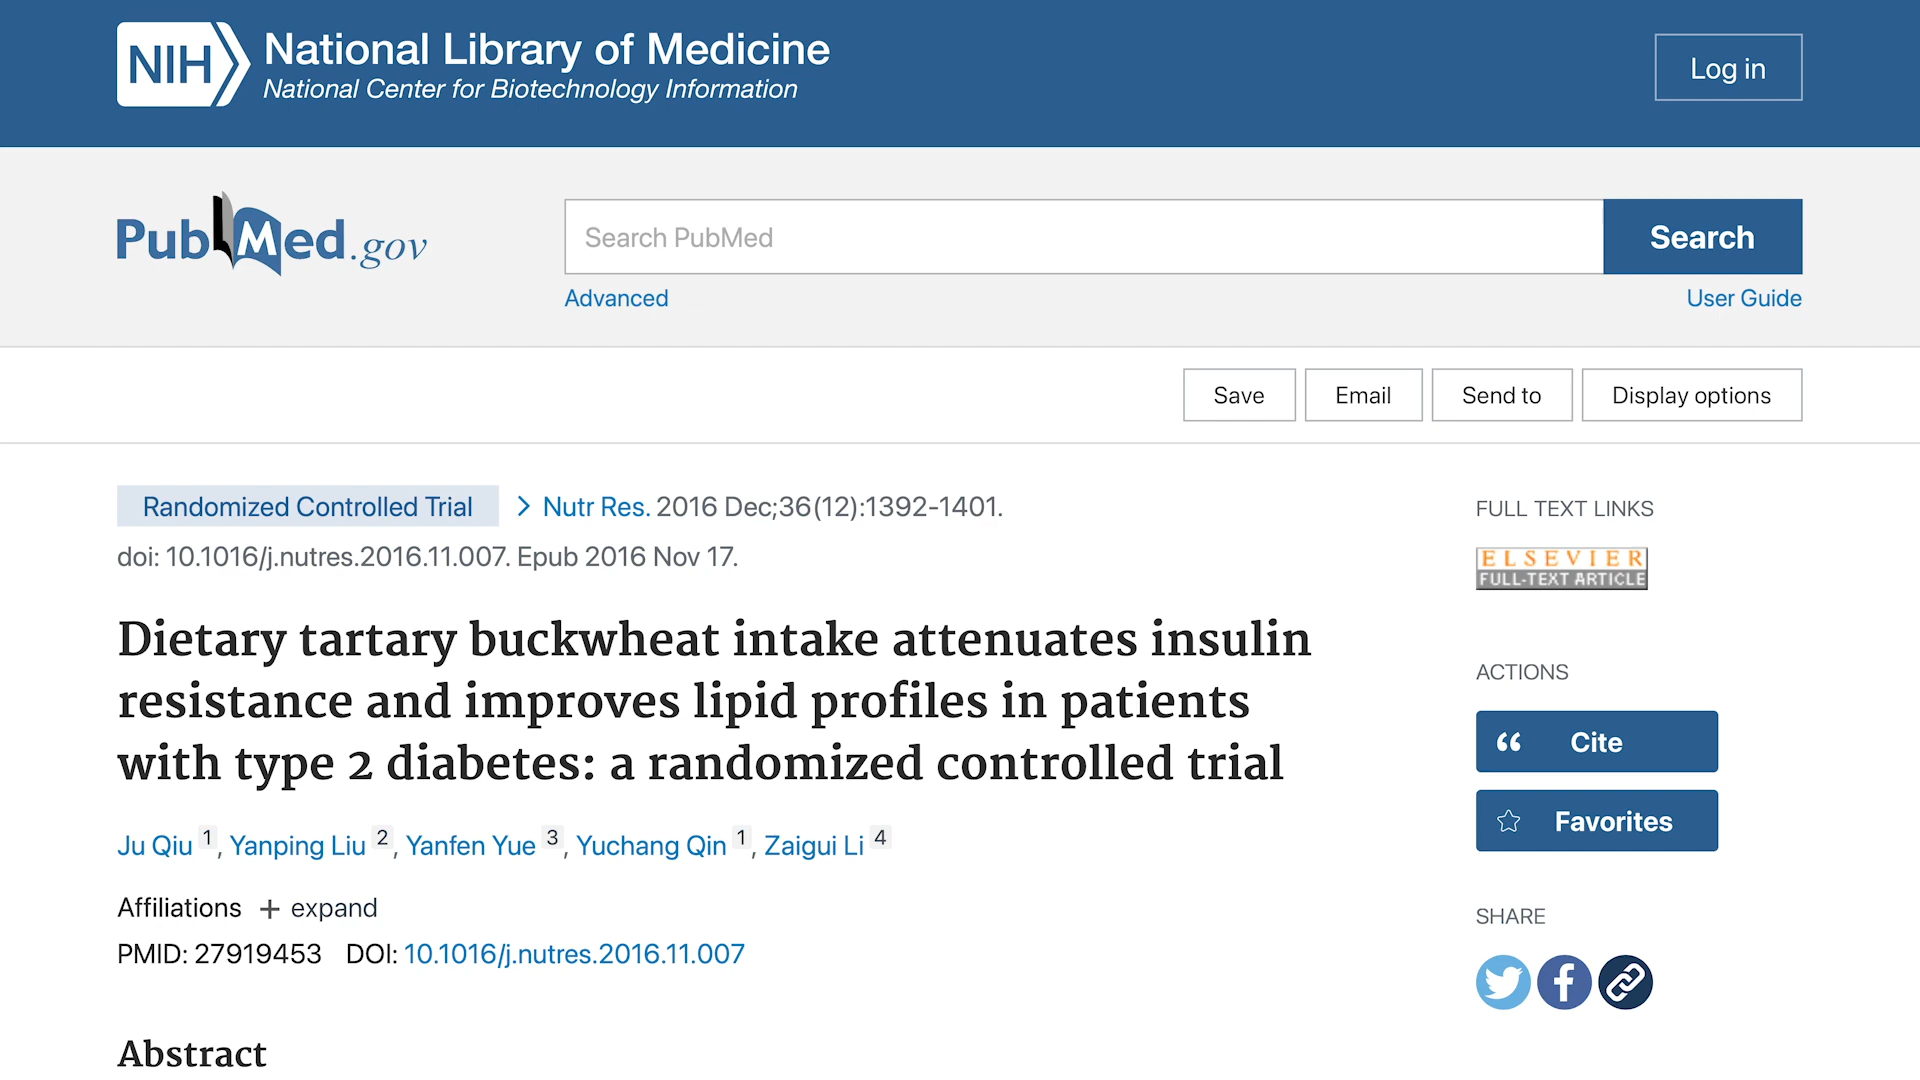 NIH National Library of Medicine
National Center for Biotechnology Information
Log in
PubMed.gov
Search PubMed
Search
Advanced
User Guide
Save
Email
Send to
Display options
Randomized Controlled Trial
Nutr Res. 2016 Dec;36(12):1392-1401.
doi: 10.1016/j.nutres.2016.11.007. Epub 2016 Nov 17.
Dietary tartary buckwheat intake attenuates insulin
resistance and improves lipid profiles in patients
with type 2 diabetes: a randomized controlled trial
Ju Qiu 1, Yanping Liu 2, Yanfen Yue 3, Yuchang Qin 1, Zaigui Li 4
Affiliations + expand
PMID: 27919453 DOI: 10.1016/j.nutres.2016.11.007
Abstract
FULL TEXT LINKS
ELSEVIER
FULL-TEXT ARTICLE
ACTIONS
Cite
Favorites
SHARE